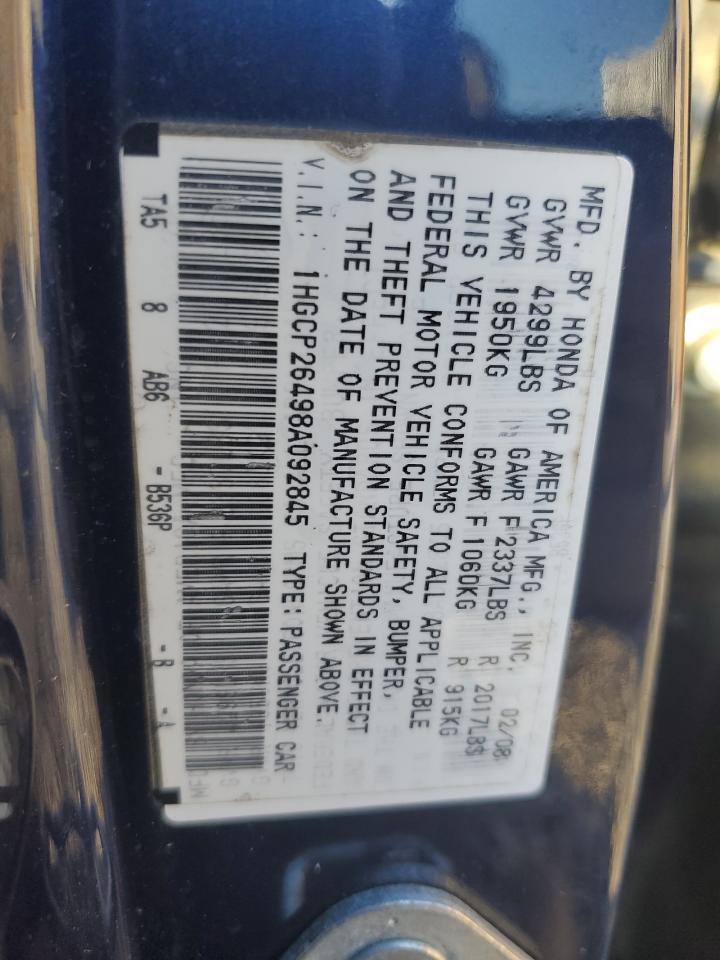 MFD. BY HONDA OF AMERICA MFG., INC. 02/08
GVWR 4299LBS GAWR F 2337LBS R 2017LBS
GVWR 1950KG GAWR F 1060KG R 915KG
THIS VEHICLE CONFORMS TO ALL APPLICABLE
FEDERAL MOTOR VEHICLE SAFETY, BUMPER,
AND THEFT PREVENTION STANDARDS IN EFFECT
ON THE DATE OF MANUFACTURE SHOWN ABOVE.
V.I.N.: 1HGCP26498A092845 TYPE: PASSENGER CAR
TA5 8 AB6 - B536P - B - A